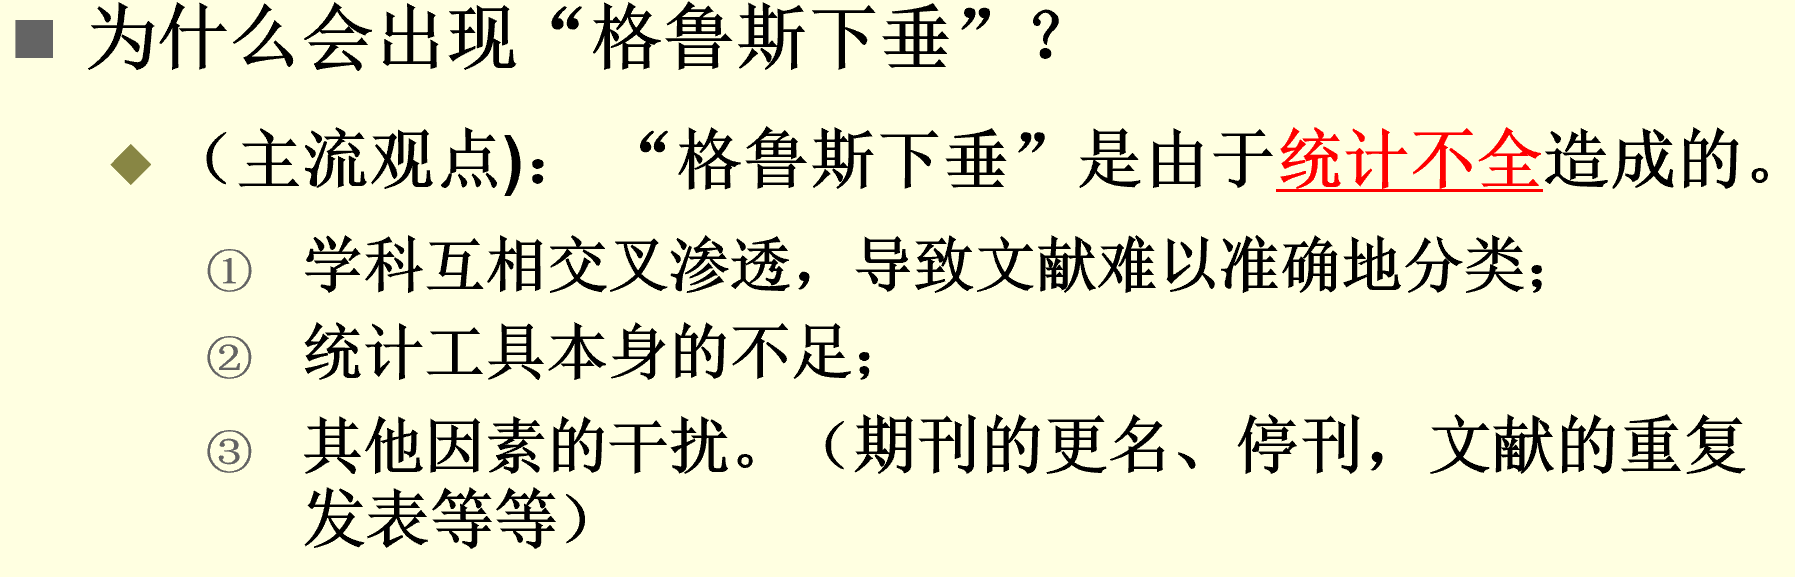 ■ 为什么会出现“格鲁斯下垂”？
◆ （主流观点)： “格鲁斯下垂”是由于统计不全造成的。
① 学科互相交叉渗透，导致文献难以准确地分类；
② 统计工具本身的不足；
③ 其他因素的干扰。（期刊的更名、停刊，文献的重复
发表等等）